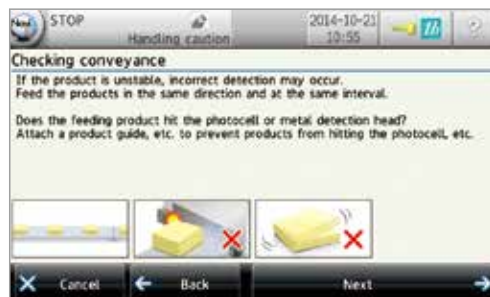 STOP
Handling caution
2014-10-21
10:55
Checking conveyance
If the product is unstable, incorrect detection may occur.
Feed the products in the same direction and at the same interval.
Does the feeding product hit the photocell or metal detection head?
Attach a product guide, etc. to prevent products from hitting the photocell, etc.
Cancel
Back
Next